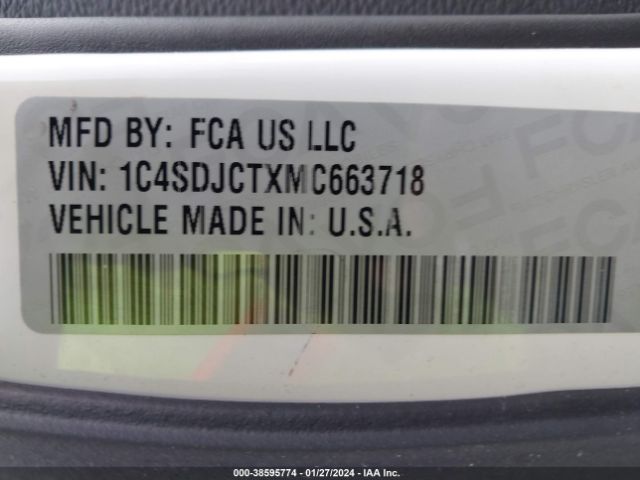 MFD BY: FCA US LLC
VIN: 1C4SDJCTXMC663718
VEHICLE MADE IN: U.S.A.
000-38595774 - 01/27/2024 - IAA Inc.